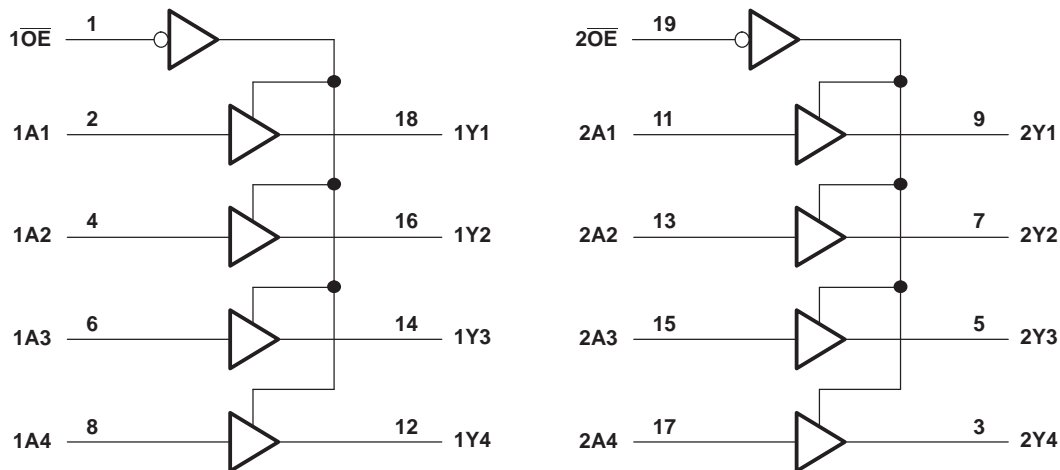 1OE 1
1A1 2 18 1Y1
1A2 4 16 1Y2
1A3 6 14 1Y3
1A4 8 12 1Y4
2OE 19
2A1 11 9 2Y1
2A2 13 7 2Y2
2A3 15 5 2Y3
2A4 17 3 2Y4